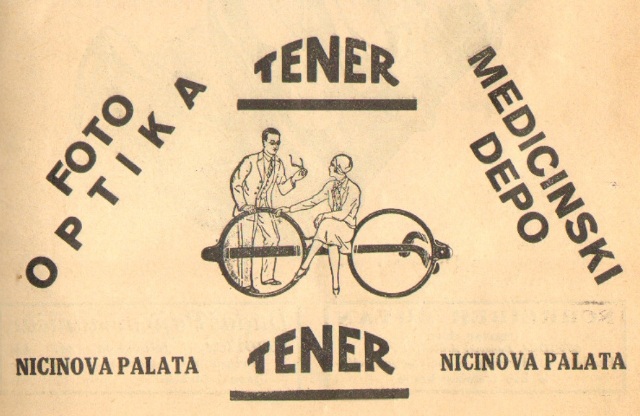 TENER
FOTO
OPTIKA
MEDICINSKI
DEPO
TENER
NICINOVA PALATA
NICINOVA PALATA